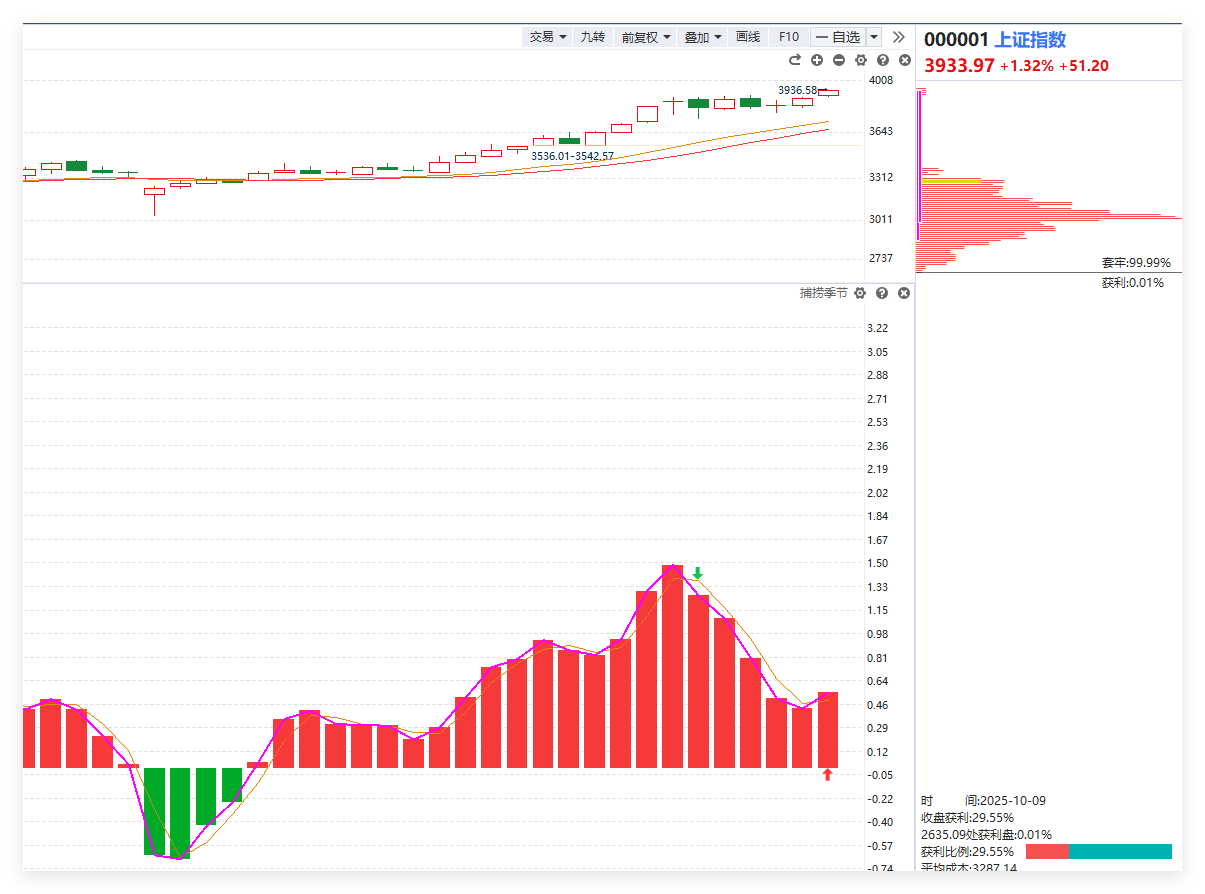 交易 九转 前复权 叠加 画线 F10 一 自选
000001 上证指数
3933.97 +1.32% +51.20
4008
3936.58
3643
3536.01-3542.57
3312
3011
2737
套牢:99.99%
获利:0.01%
捕捞季节
3.22
3.05
2.88
2.71
2.53
2.36
2.19
2.02
1.84
1.67
1.50
1.33
1.15
0.98
0.81
0.64
0.46
0.29
0.12
-0.05
-0.22
-0.40
-0.57
-0.74
时 间:2025-10-09
收盘获利:29.55%
2635.09处获利盘:0.01%
获利比例:29.55%
平均成本:3287.14